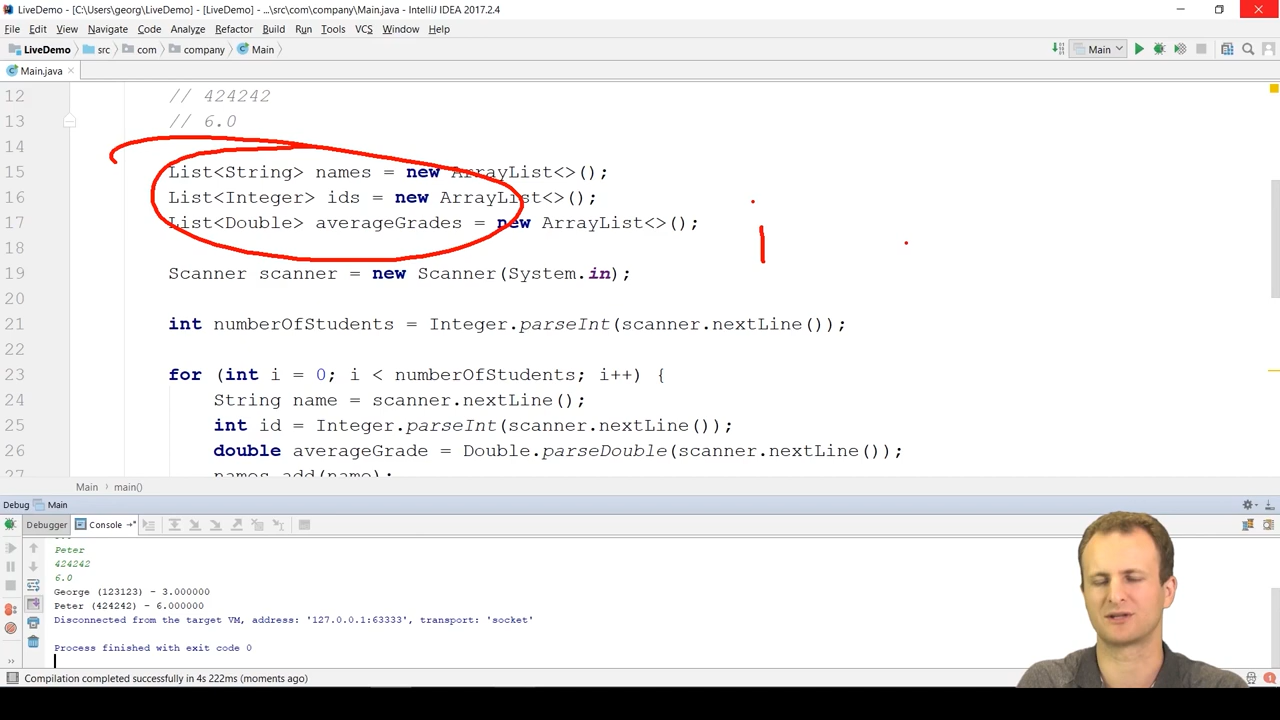 LiveDemo - [C:\Users\georg\LiveDemo] - [LiveDemo] - ...\src\com\company\Main.java - IntelliJ IDEA 2017.2.4
File Edit View Navigate Code Analyze Refactor Build Run Tools VCS Window Help
LiveDemo src com company Main Main
Main.java
12 // 424242
13 // 6.0
14
15 List<String> names = new ArrayList<>();
16 List<Integer> ids = new ArrayList<>();
17 List<Double> averageGrades = new ArrayList<>();
18
19 Scanner scanner = new Scanner(System.in);
20
21 int numberOfStudents = Integer.parseInt(scanner.nextLine());
22
23 for (int i = 0; i < numberOfStudents; i++) {
24 String name = scanner.nextLine();
25 int id = Integer.parseInt(scanner.nextLine());
26 double averageGrade = Double.parseDouble(scanner.nextLine());
27 names.add(name);
Main › main()
Debug Main
Debugger Console
Peter
424242
6.0
George (123123) - 3.000000
Peter (424242) - 6.000000
Disconnected from the target VM, address: '127.0.0.1:63333', transport: 'socket'
Process finished with exit code 0
Compilation completed successfully in 4s 222ms (moments ago)